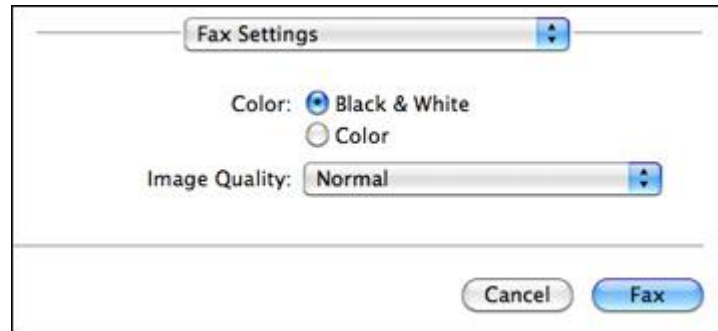 Fax Settings
Color: Black & White
Color
Image Quality: Normal
Cancel Fax